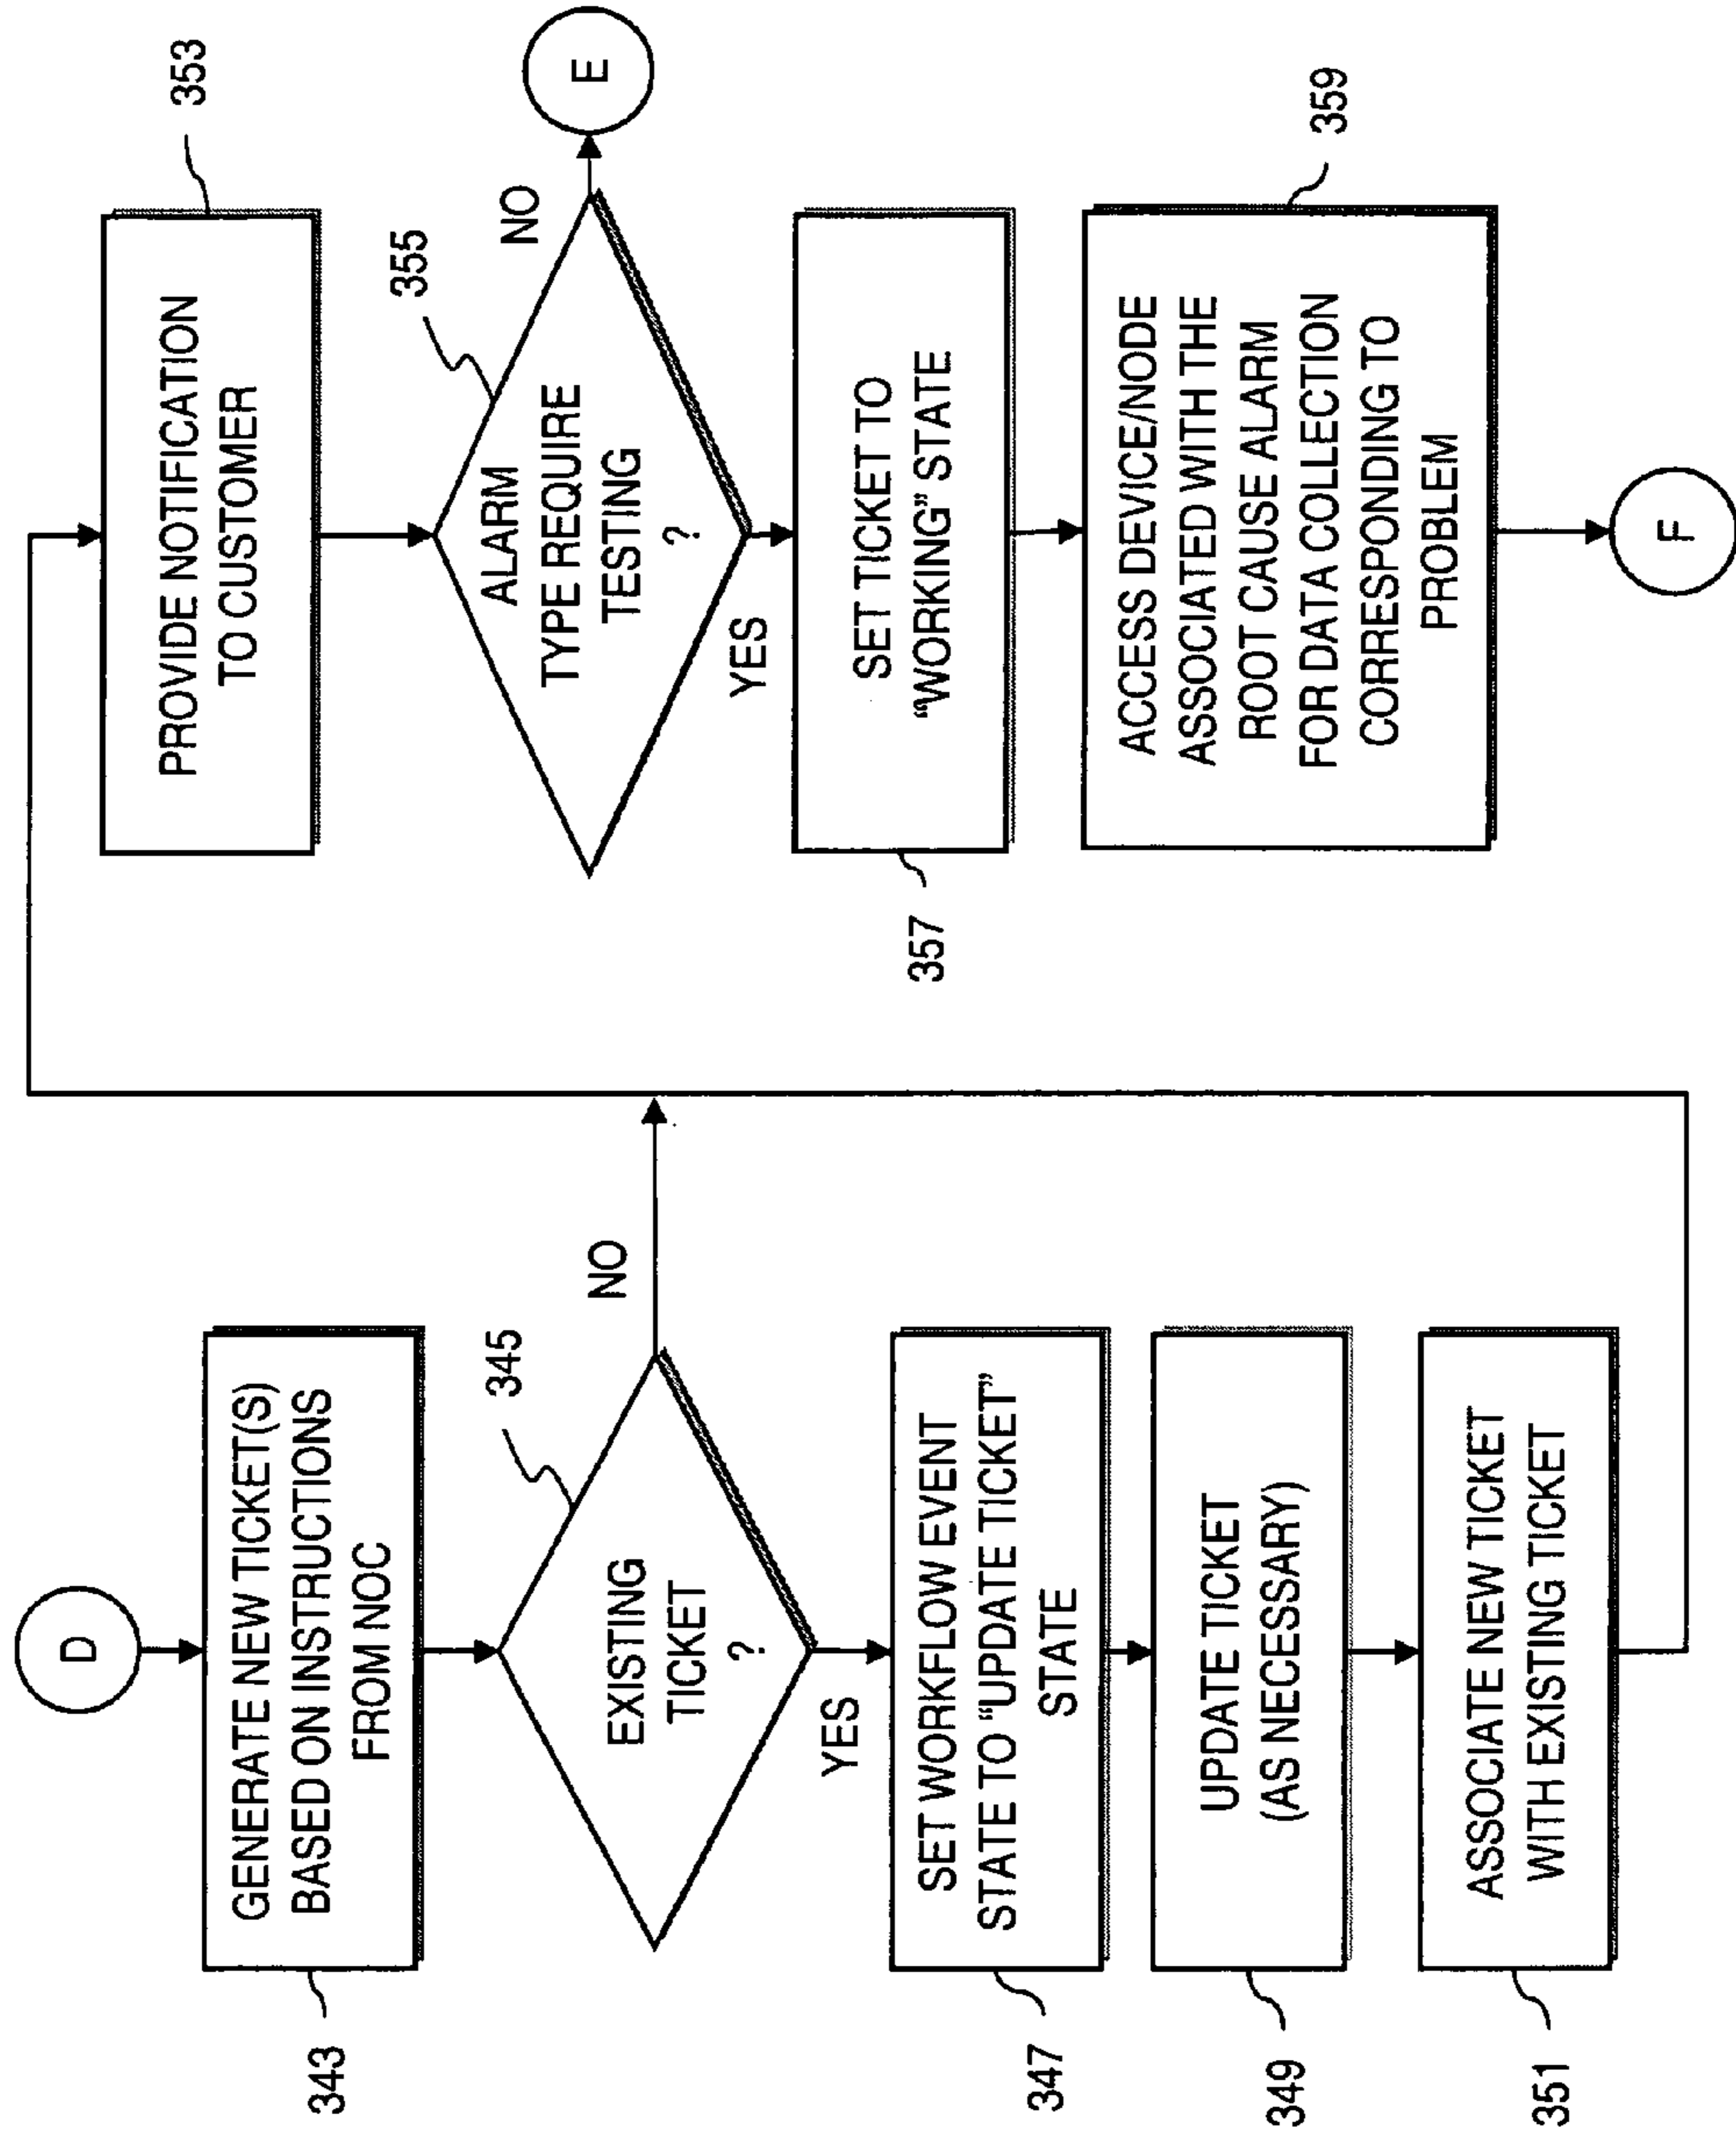 D
GENERATE NEW TICKET(S)
BASED ON INSTRUCTIONS
FROM NOC
343
345
EXISTING
TICKET
?
NO
YES
SET WORKFLOW EVENT
STATE TO "UPDATE TICKET"
STATE
347
UPDATE TICKET
(AS NECESSARY)
349
ASSOCIATE NEW TICKET
WITH EXISTING TICKET
351
PROVIDE NOTIFICATION
TO CUSTOMER
353
355
ALARM
TYPE REQUIRE
TESTING
?
NO
E
YES
SET TICKET TO
"WORKING" STATE
357
ACCESS DEVICE/NODE
ASSOCIATED WITH THE
ROOT CAUSE ALARM
FOR DATA COLLECTION
CORRESPONDING TO
PROBLEM
359
F